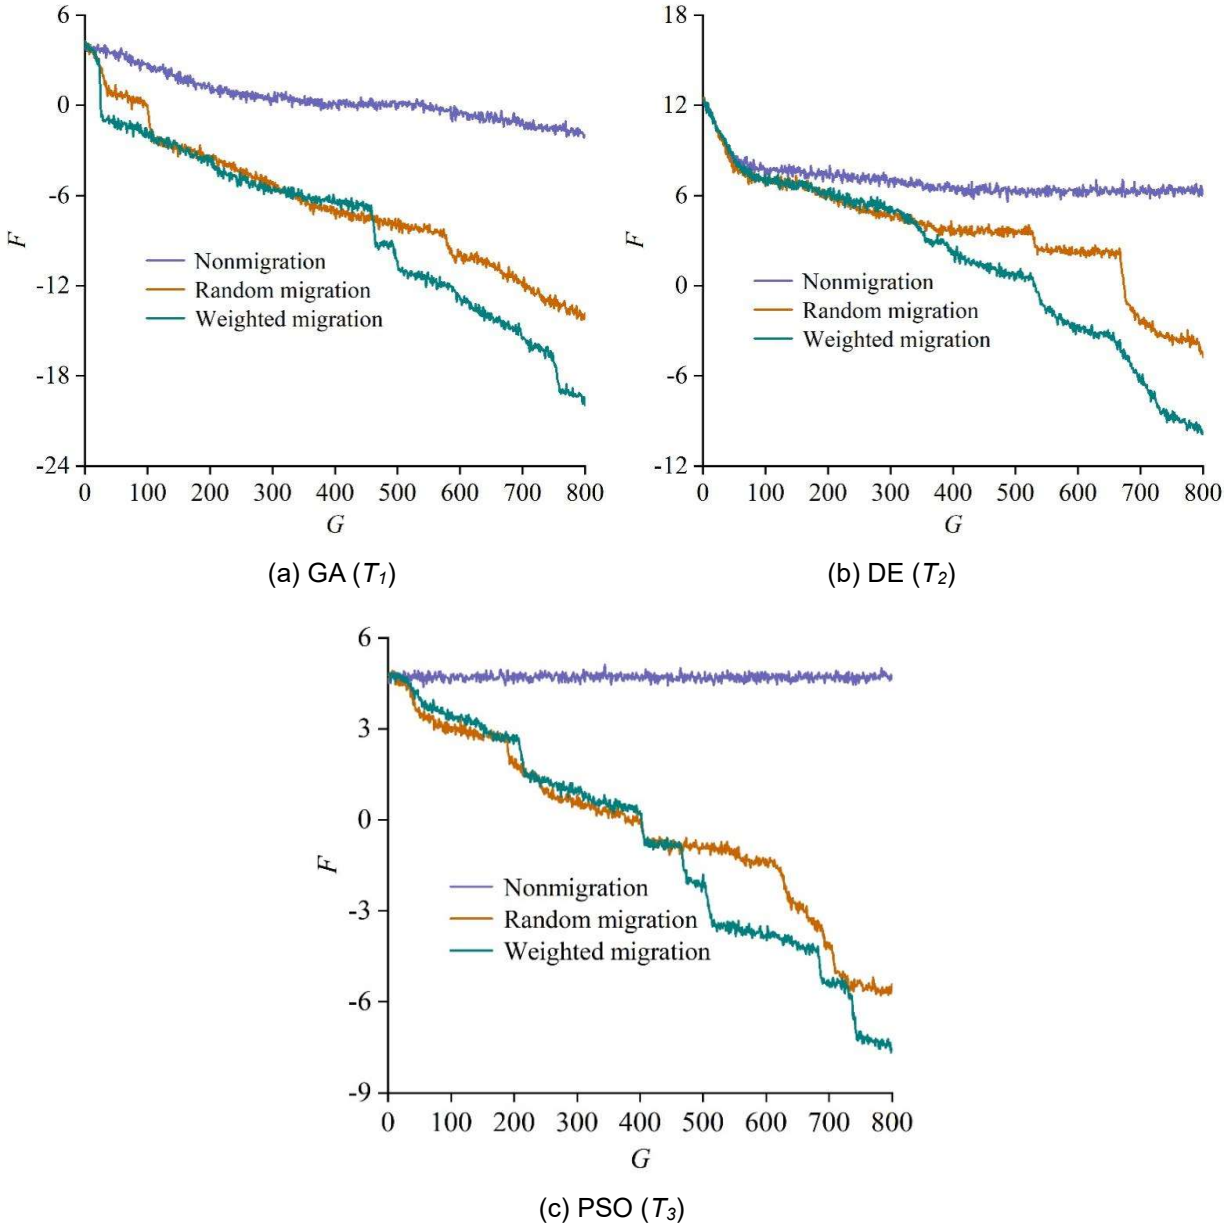 6
0
-6
-12
-18
-24
F
0 100 200 300 400 500 600 700 800
G
Nonmigration
Random migration
Weighted migration
(a) GA (T₁)
18
12
6
0
-6
-12
F
0 100 200 300 400 500 600 700 800
G
Nonmigration
Random migration
Weighted migration
(b) DE (T₂)
6
3
0
-3
-6
-9
F
0 100 200 300 400 500 600 700 800
G
Nonmigration
Random migration
Weighted migration
(c) PSO (T₃)